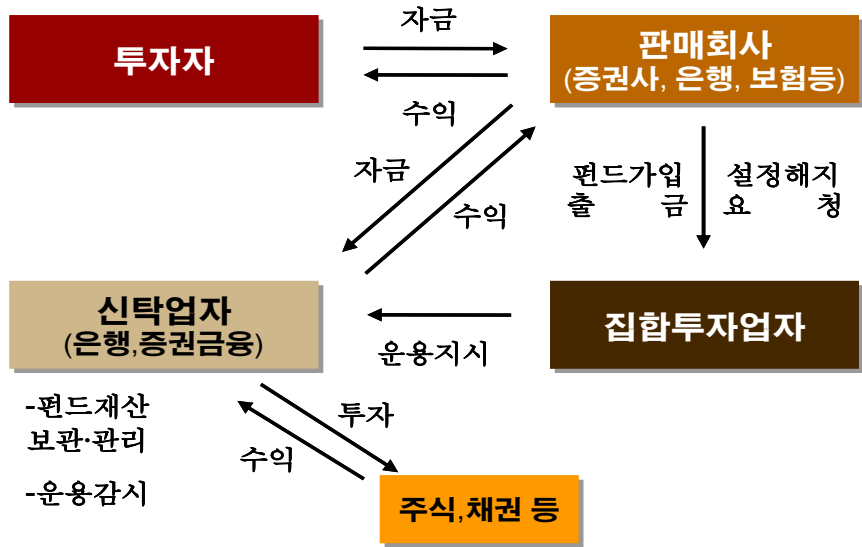 자금
투자자
판매회사
(증권사, 은행, 보험등)
수익
자금
수익
펀드가입
출 금
설정해지
요 청
신탁업자
(은행,증권금융)
집합투자업자
운용지시
-펀드재산
보관·관리
-운용감시
투자
수익
주식,채권 등